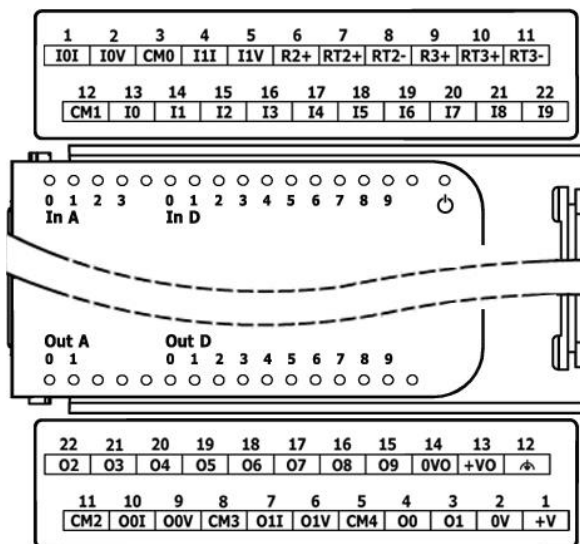 1 2 3 4 5 6 7 8 9 10 11
I0I I0V CM0 I1I I1V R2+ RT2+ RT2- R3+ RT3+ RT3-
12 13 14 15 16 17 18 19 20 21 22
CM1 I0 I1 I2 I3 I4 I5 I6 I7 I8 I9
0 1 2 3 0 1 2 3 4 5 6 7 8 9
In A In D
Out A Out D
0 1 0 1 2 3 4 5 6 7 8 9
22 21 20 19 18 17 16 15 14 13 12
O2 O3 O4 O5 O6 O7 O8 O9 0VO +VO
11 10 9 8 7 6 5 4 3 2 1
CM2 O0I O0V CM3 O1I O1V CM4 O0 O1 0V +V